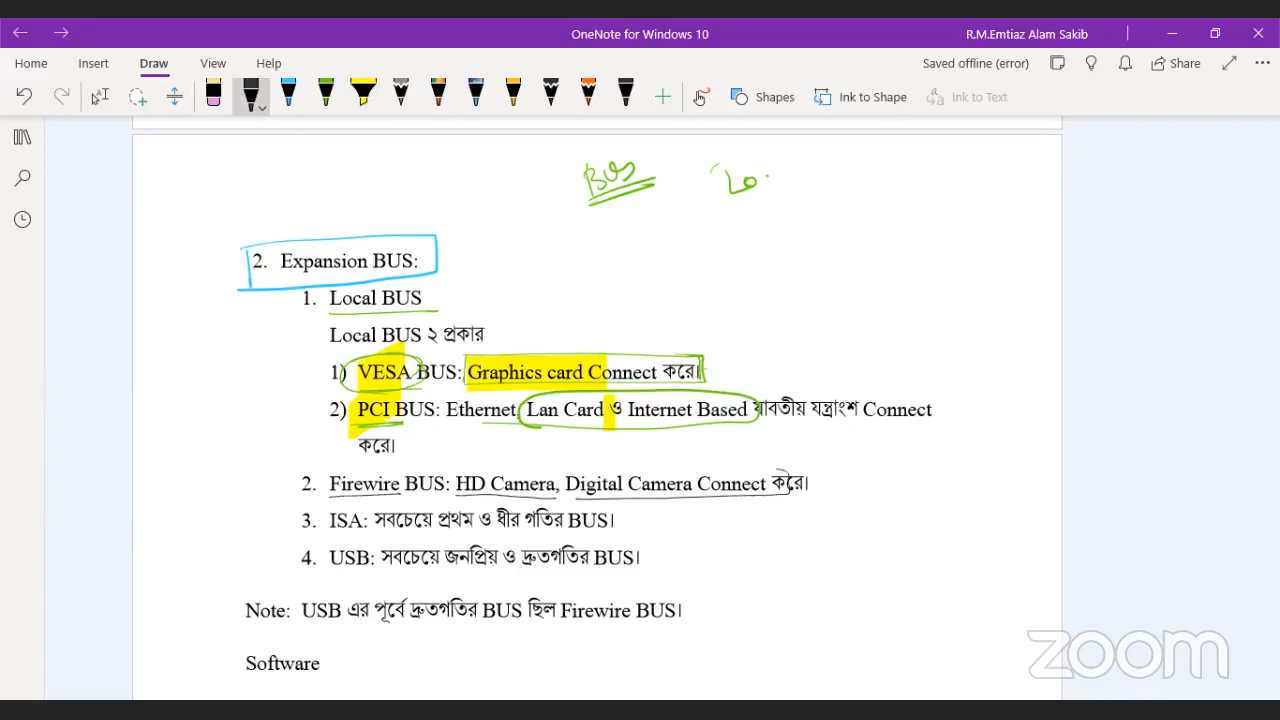 OneNote for Windows 10
R.M.Emtiaz Alam Sakib
Home Insert Draw View Help
Saved offline (error)
Share
Shapes
Ink to Shape
Ink to Text
BUS
2. Expansion BUS:
1. Local BUS
Local BUS ২ প্রকার
1) VESA BUS: Graphics card Connect করে।
2) PCI BUS: Ethernet, Lan Card ও Internet Based যাবতীয় যন্ত্রাংশ Connect
করে।
2. Firewire BUS: HD Camera, Digital Camera Connect করে।
3. ISA: সবচেয়ে প্রথম ও ধীর গতির BUS।
4. USB: সবচেয়ে জনপ্রিয় ও দ্রুতগতির BUS।
Note: USB এর পূর্বে দ্রুতগতির BUS ছিল Firewire BUS।
Software
zoom